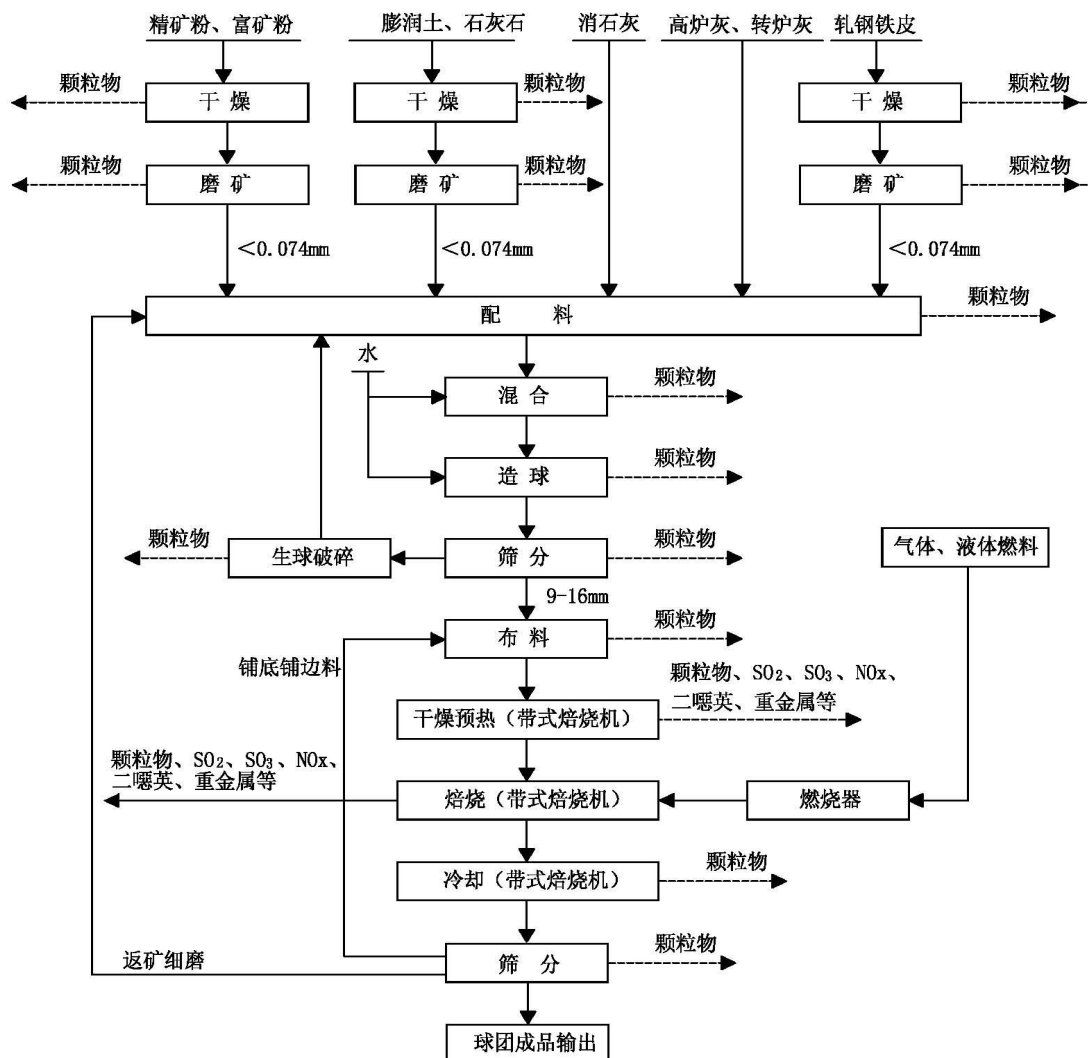 精矿粉、富矿粉
膨润土、石灰石
消石灰
高炉灰、转炉灰
轧钢铁皮
颗粒物
干 燥
干 燥
颗粒物
干 燥
颗粒物
颗粒物
磨 矿
磨 矿
颗粒物
磨 矿
颗粒物
＜0.074mm
＜0.074mm
＜0.074mm
配 料
颗粒物
水
混 合
颗粒物
造 球
颗粒物
颗粒物
生球破碎
筛 分
颗粒物
气体、液体燃料
9-16mm
布 料
颗粒物
铺底铺边料
颗粒物、SO₂、SO₃、NOx、
二噁英、重金属等
干燥预热（带式焙烧机）
颗粒物、SO₂、SO₃、NOx、
二噁英、重金属等
焙烧（带式焙烧机）
燃烧器
冷却（带式焙烧机）
颗粒物
返矿细磨
筛 分
颗粒物
球团成品输出